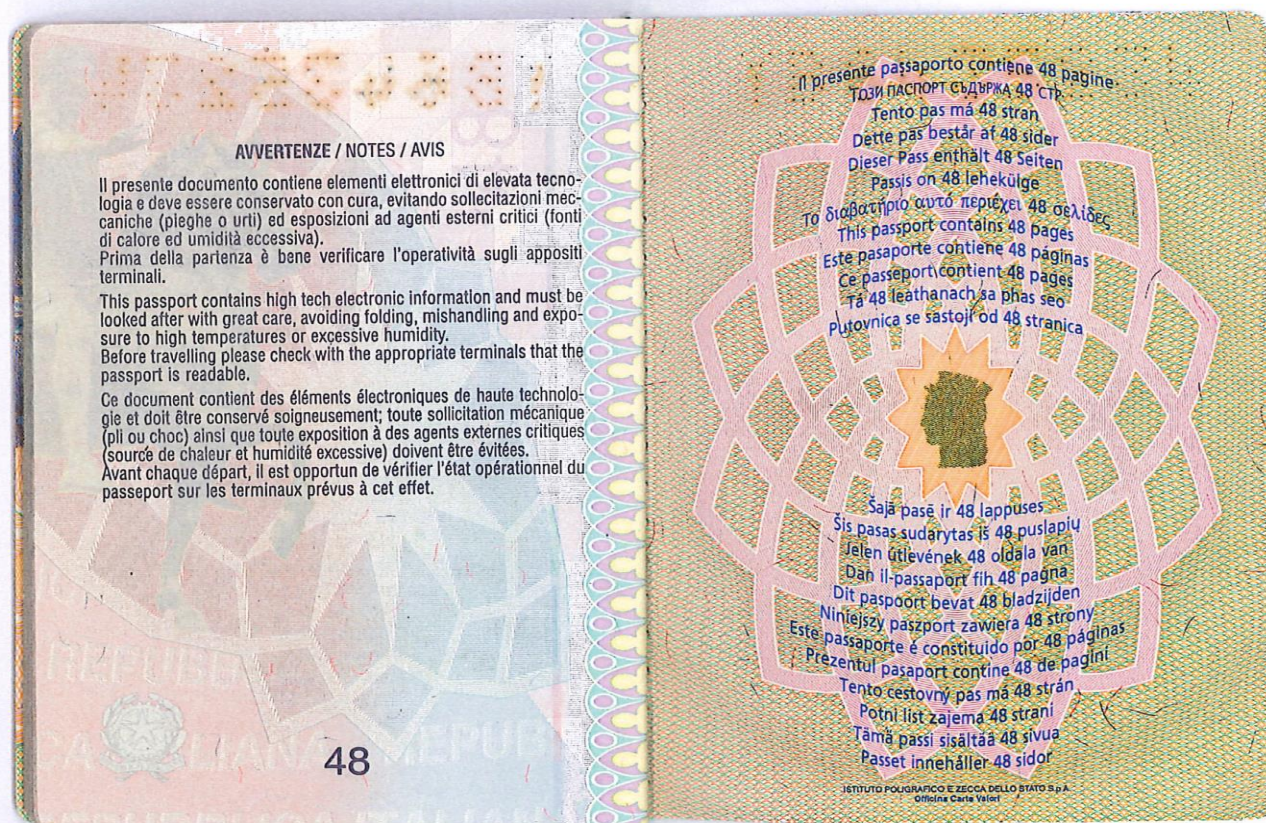 AVVERTENZE / NOTES / AVIS
Il presente documento contiene elementi elettronici di elevata tecno-
logia e deve essere conservato con cura, evitando sollecitazioni mec-
caniche (pieghe o urti) ed esposizioni ad agenti esterni critici (fonti
di calore ed umidità eccessiva).
Prima della partenza è bene verificare l'operatività sugli appositi
terminali.
This passport contains high tech electronic information and must be
looked after with great care, avoiding folding, mishandling and expo-
sure to high temperatures or excessive humidity.
Before travelling please check with the appropriate terminals that the
passport is readable.
Ce document contient des éléments électroniques de haute technolo-
gie et doit être conservé soigneusement; toute sollicitation mécanique
(pli ou choc) ainsi que toute exposition à des agents externes critiques
(source de chaleur et humidité excessive) doivent être évitées.
Avant chaque départ, il est opportun de vérifier l'état opérationnel du
passeport sur les terminaux prévus à cet effet.
48
Il presente passaporto contiene 48 pagine
ТОЗИ ПАСПОРТ СЪДЪРЖА 48 СТР.
Tento pas má 48 stran
Dette pas består af 48 sider
Dieser Pass enthält 48 Seiten
Passis on 48 lehekülge
Το διαβατήριο αυτό περιέχει 48 σελίδες
This passport contains 48 pages
Este pasaporte contiene 48 páginas
Ce passeport contient 48 pages
Tá 48 leathanach sa phas seo
Putovnica se sastoji od 48 stranica
Šajā pasē ir 48 lappuses
Šis pasas sudarytas iš 48 puslapių
Jelen útlevének 48 oldala van
Dan il-passaport fih 48 paġna
Dit paspoort bevat 48 bladzijden
Niniejszy paszport zawiera 48 strony
Este passaporte é constituido por 48 páginas
Prezentul pasaport contine 48 de pagini
Tento cestovný pas má 48 strán
Potni list zajema 48 strani
Tämä passi sisältää 48 sivua
Passet innehåller 48 sidor
ISTITUTO POLIGRAFICO E ZECCA DELLO STATO S.p.A.
Officina Carte Valori